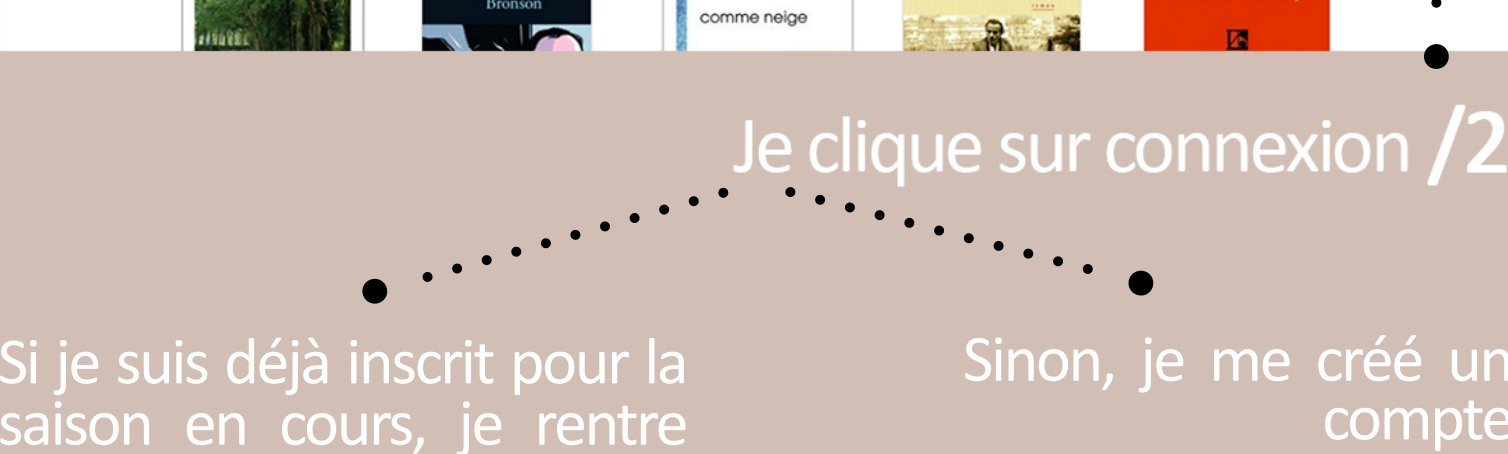 Bronson
comme neige
roman
Je clique sur connexion /2
Si je suis déjà inscrit pour la
saison en cours, je rentre
Sinon, je me créé un
compte